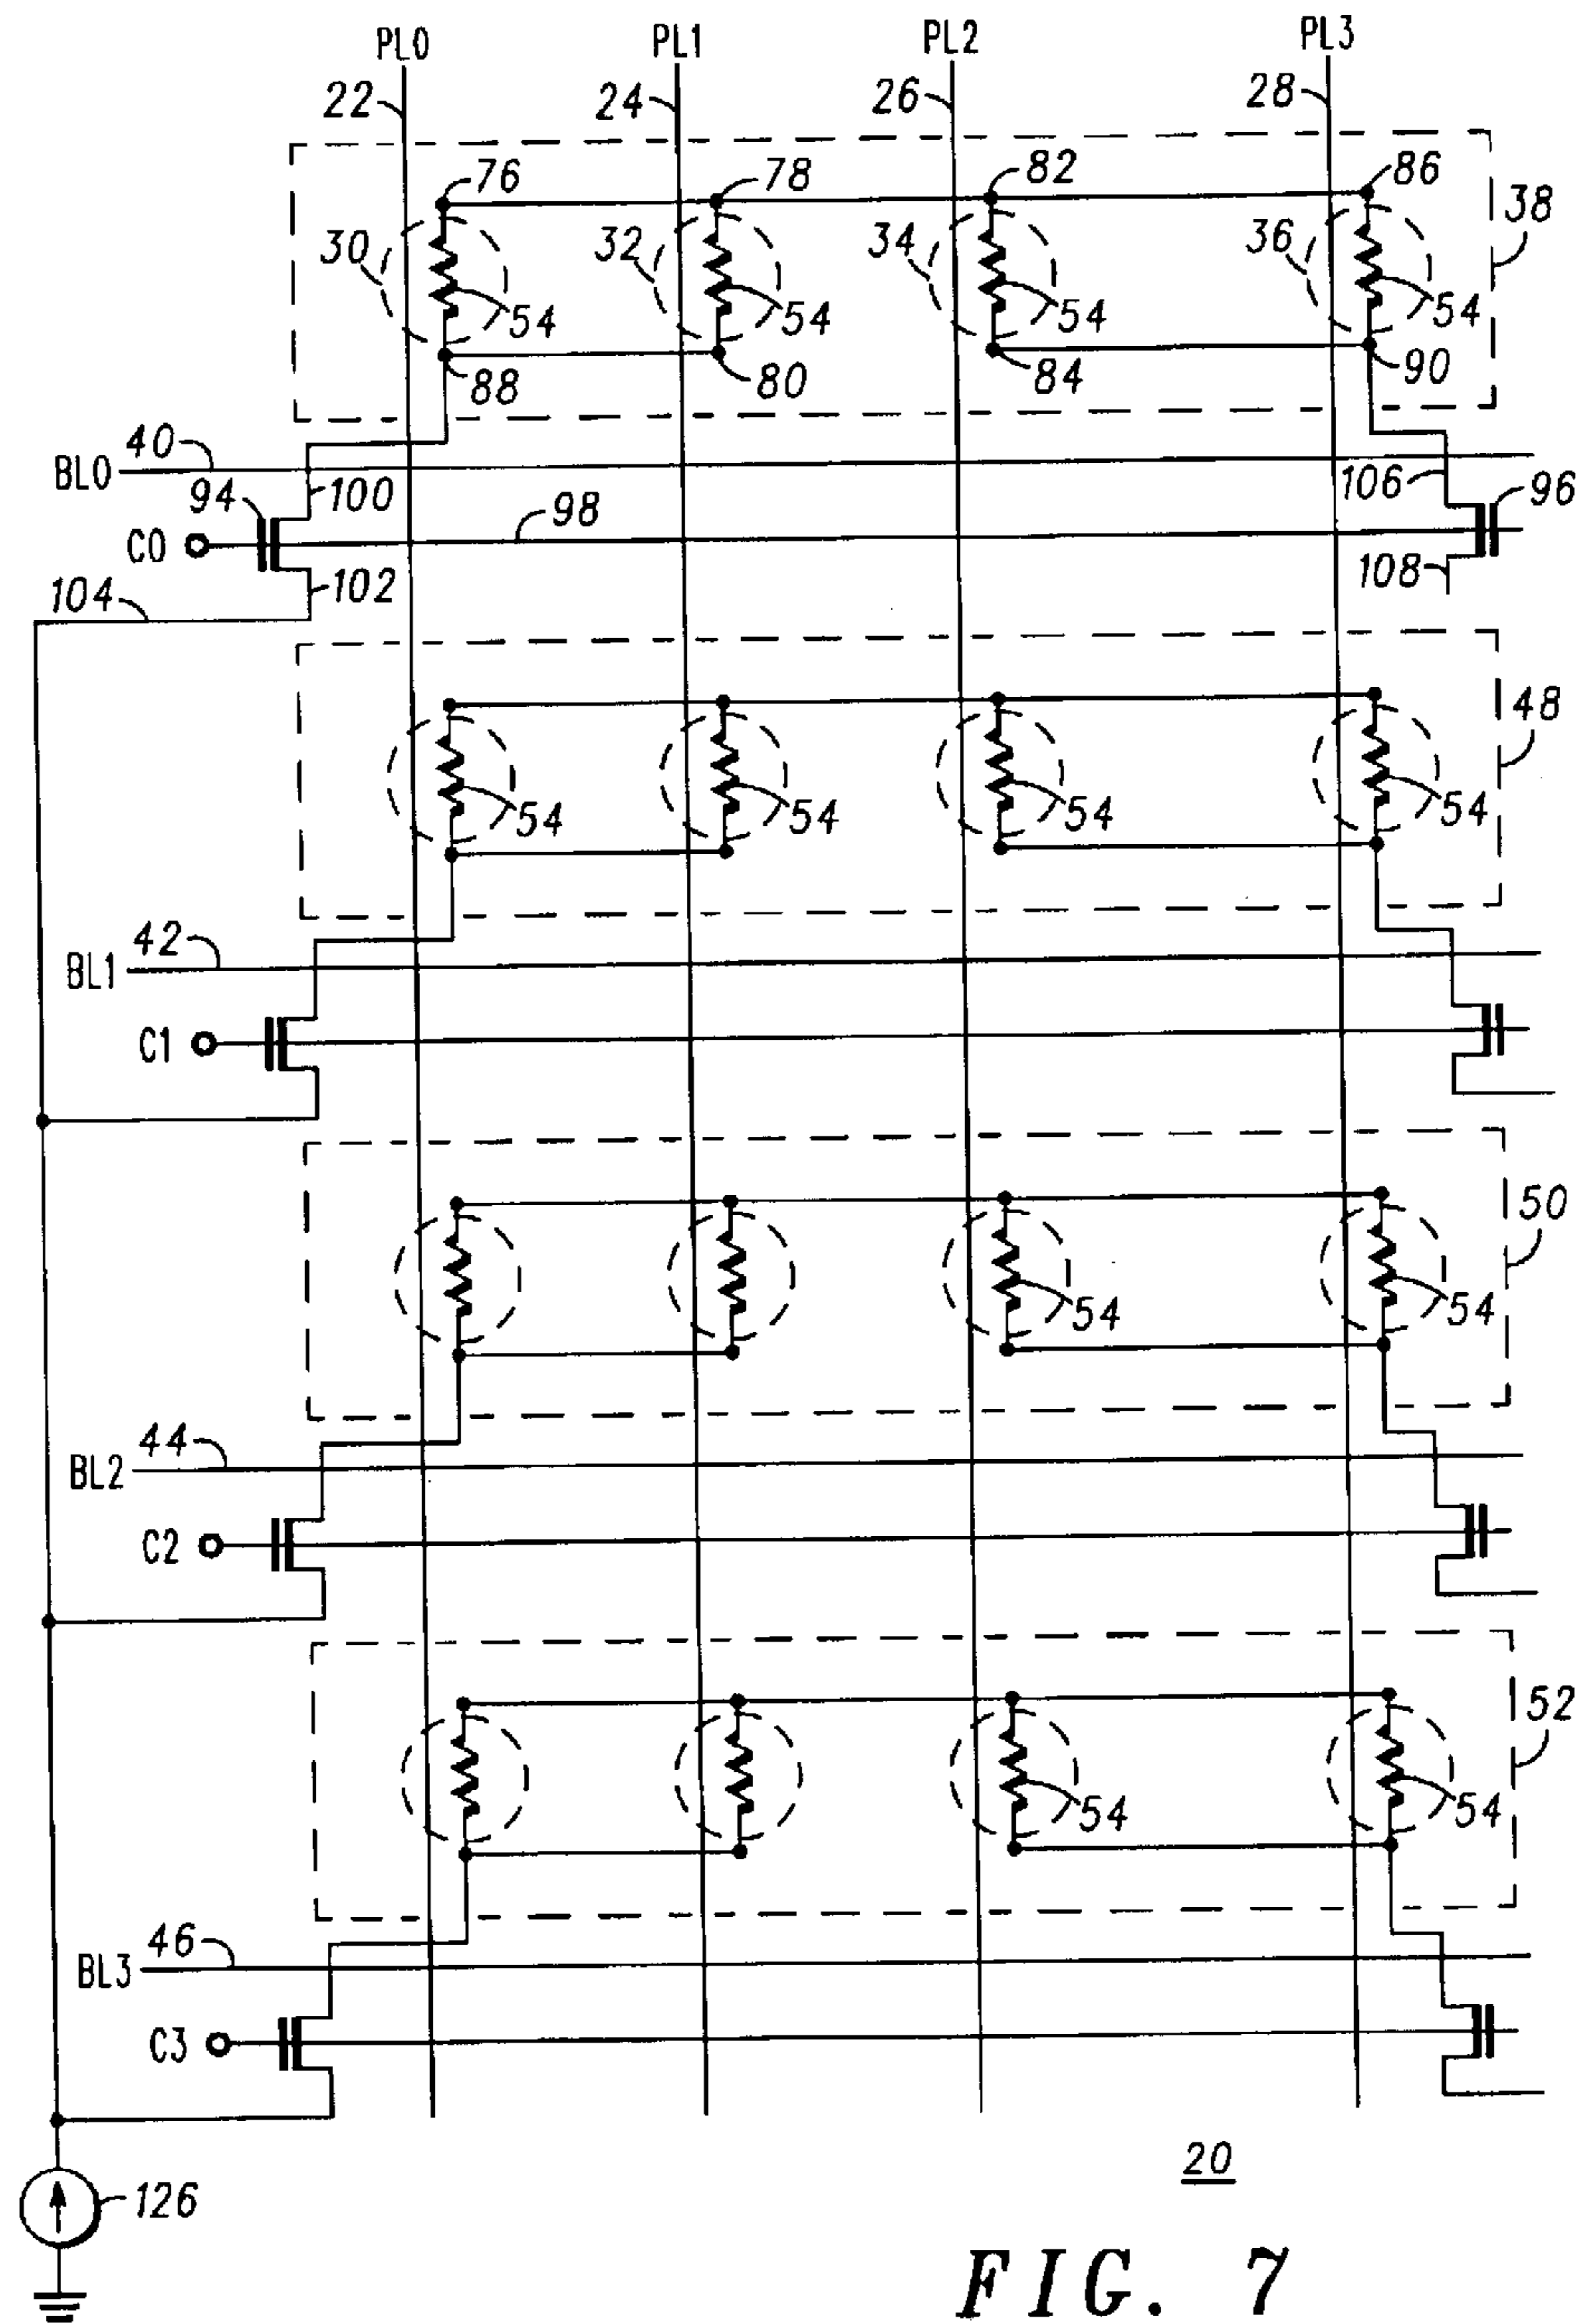 PL0 PL1 PL2 PL3
22 24 26 28
76 78 82 86
30 32 34 36 38
54 54 54 54
88 80 84 90
BL0 40
94 100 98 106 96
C0
102 108
104
48
54 54 54 54
BL1 42
C1
50
54 54
BL2 44
C2
52
54 54
BL3 46
C3
20
126
FIG. 7